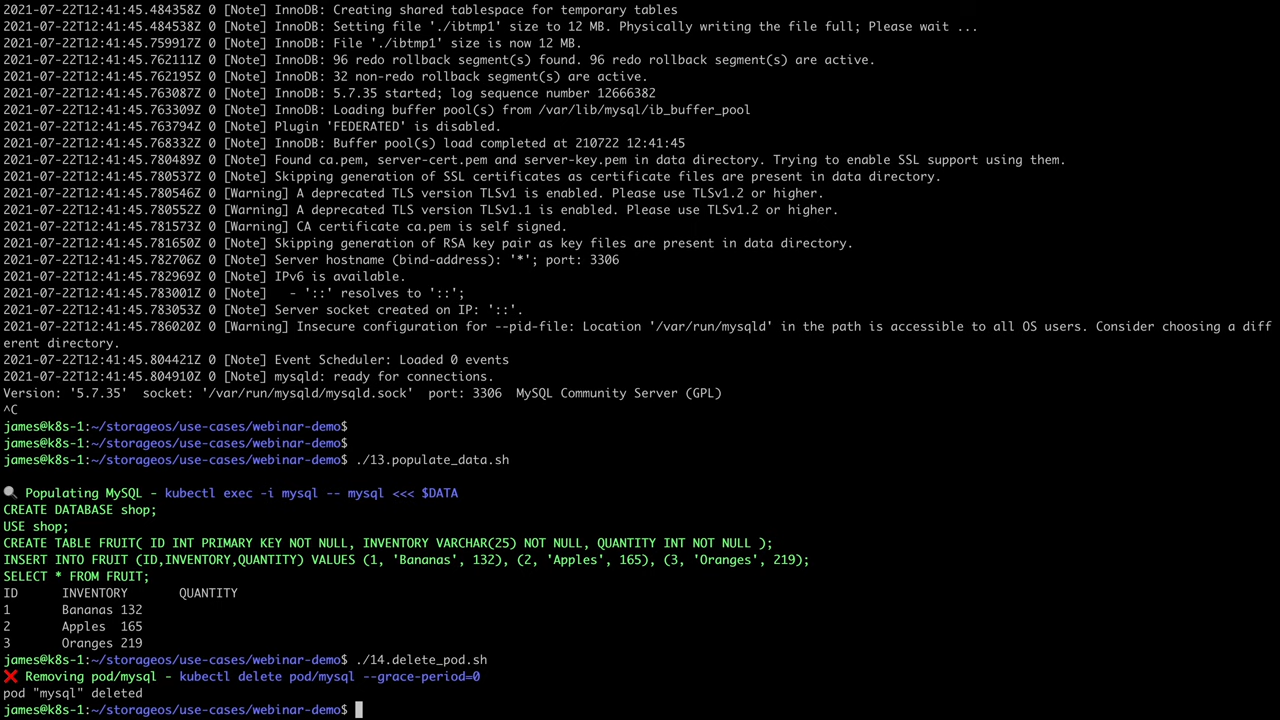 2021-07-22T12:41:45.484358Z 0 [Note] InnoDB: Creating shared tablespace for temporary tables
2021-07-22T12:41:45.484538Z 0 [Note] InnoDB: Setting file './ibtmp1' size to 12 MB. Physically writing the file full; Please wait ...
2021-07-22T12:41:45.759917Z 0 [Note] InnoDB: File './ibtmp1' size is now 12 MB.
2021-07-22T12:41:45.762111Z 0 [Note] InnoDB: 96 redo rollback segment(s) found. 96 redo rollback segment(s) are active.
2021-07-22T12:41:45.762195Z 0 [Note] InnoDB: 32 non-redo rollback segment(s) are active.
2021-07-22T12:41:45.763087Z 0 [Note] InnoDB: 5.7.35 started; log sequence number 12666382
2021-07-22T12:41:45.763309Z 0 [Note] InnoDB: Loading buffer pool(s) from /var/lib/mysql/ib_buffer_pool
2021-07-22T12:41:45.763794Z 0 [Note] Plugin 'FEDERATED' is disabled.
2021-07-22T12:41:45.768332Z 0 [Note] InnoDB: Buffer pool(s) load completed at 210722 12:41:45
2021-07-22T12:41:45.780489Z 0 [Note] Found ca.pem, server-cert.pem and server-key.pem in data directory. Trying to enable SSL support using them.
2021-07-22T12:41:45.780537Z 0 [Note] Skipping generation of SSL certificates as certificate files are present in data directory.
2021-07-22T12:41:45.780546Z 0 [Warning] A deprecated TLS version TLSv1 is enabled. Please use TLSv1.2 or higher.
2021-07-22T12:41:45.780552Z 0 [Warning] A deprecated TLS version TLSv1.1 is enabled. Please use TLSv1.2 or higher.
2021-07-22T12:41:45.781573Z 0 [Warning] CA certificate ca.pem is self signed.
2021-07-22T12:41:45.781650Z 0 [Note] Skipping generation of RSA key pair as key files are present in data directory.
2021-07-22T12:41:45.782706Z 0 [Note] Server hostname (bind-address): '*'; port: 3306
2021-07-22T12:41:45.782969Z 0 [Note] IPv6 is available.
2021-07-22T12:41:45.783001Z 0 [Note]   - '::' resolves to '::';
2021-07-22T12:41:45.783053Z 0 [Note] Server socket created on IP: '::'.
2021-07-22T12:41:45.786020Z 0 [Warning] Insecure configuration for --pid-file: Location '/var/run/mysqld' in the path is accessible to all OS users. Consider choosing a diff
erent directory.
2021-07-22T12:41:45.804421Z 0 [Note] Event Scheduler: Loaded 0 events
2021-07-22T12:41:45.804910Z 0 [Note] mysqld: ready for connections.
Version: '5.7.35'  socket: '/var/run/mysqld/mysqld.sock'  port: 3306  MySQL Community Server (GPL)
^C
james@k8s-1:~/storageos/use-cases/webinar-demo$
james@k8s-1:~/storageos/use-cases/webinar-demo$
james@k8s-1:~/storageos/use-cases/webinar-demo$ ./13.populate_data.sh
🔍 Populating MySQL - kubectl exec -i mysql -- mysql <<< $DATA
CREATE DATABASE shop;
USE shop;
CREATE TABLE FRUIT( ID INT PRIMARY KEY NOT NULL, INVENTORY VARCHAR(25) NOT NULL, QUANTITY INT NOT NULL );
INSERT INTO FRUIT (ID,INVENTORY,QUANTITY) VALUES (1, 'Bananas', 132), (2, 'Apples', 165), (3, 'Oranges', 219);
SELECT * FROM FRUIT;
ID      INVENTORY       QUANTITY
1       Bananas 132
2       Apples  165
3       Oranges 219
james@k8s-1:~/storageos/use-cases/webinar-demo$ ./14.delete_pod.sh
❌ Removing pod/mysql - kubectl delete pod/mysql --grace-period=0
pod "mysql" deleted
james@k8s-1:~/storageos/use-cases/webinar-demo$